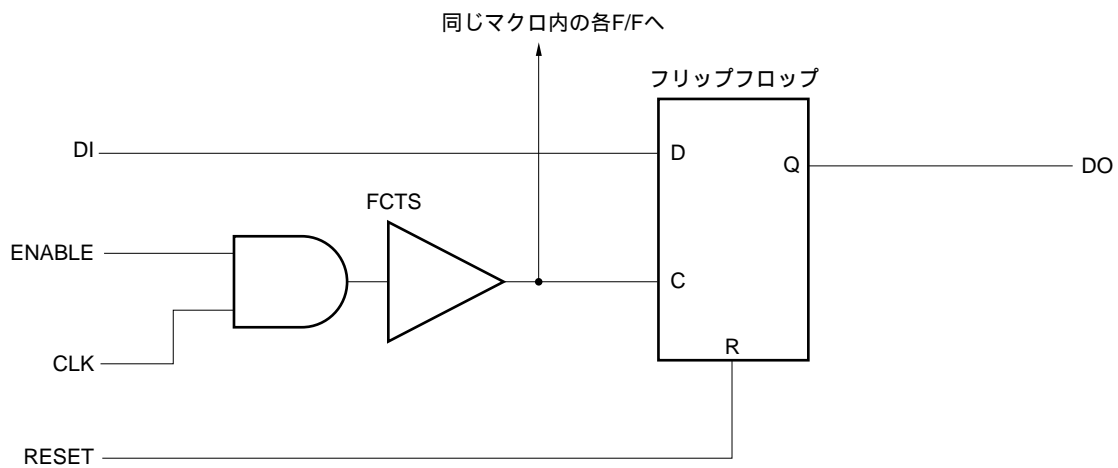 同じマクロ内の各F/Fへ
フリップフロップ
DI
D
Q
DO
FCTS
ENABLE
C
CLK
R
RESET